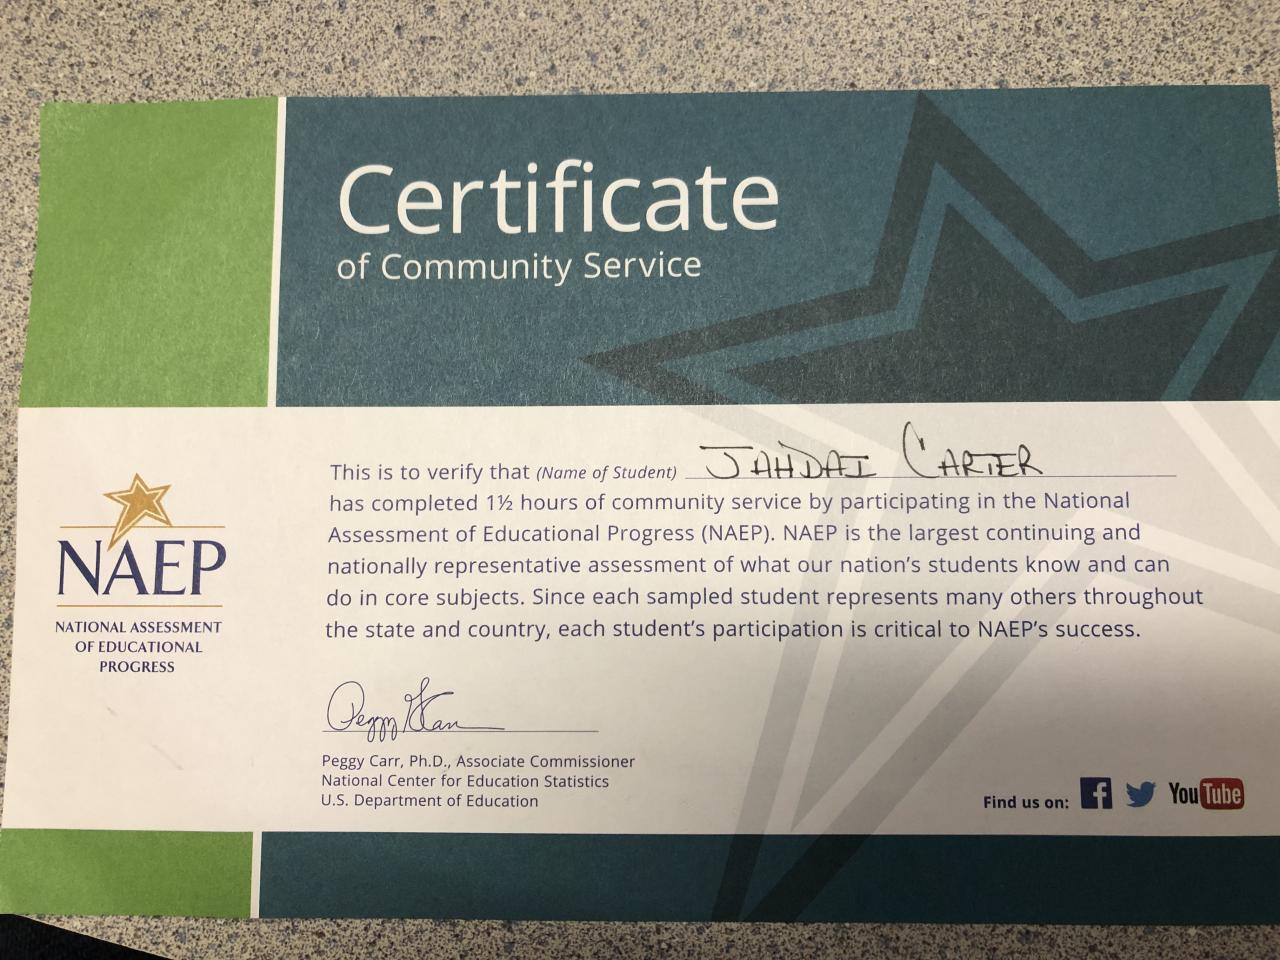 Certificate
of Community Service
This is to verify that (Name of Student) JAHDAI CARTER
has completed 1½ hours of community service by participating in the National
Assessment of Educational Progress (NAEP). NAEP is the largest continuing and
nationally representative assessment of what our nation's students know and can
do in core subjects. Since each sampled student represents many others throughout
the state and country, each student's participation is critical to NAEP's success.
NAEP
NATIONAL ASSESSMENT
OF EDUCATIONAL
PROGRESS
Peggy G Carr
Peggy Carr, Ph.D., Associate Commissioner
National Center for Education Statistics
U.S. Department of Education
Find us on: f YouTube